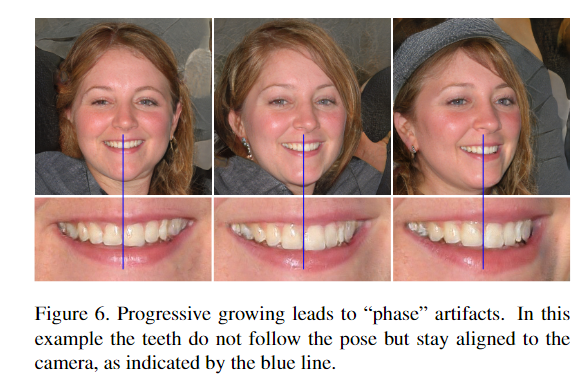 Figure 6. Progressive growing leads to “phase” artifacts. In this
example the teeth do not follow the pose but stay aligned to the
camera, as indicated by the blue line.